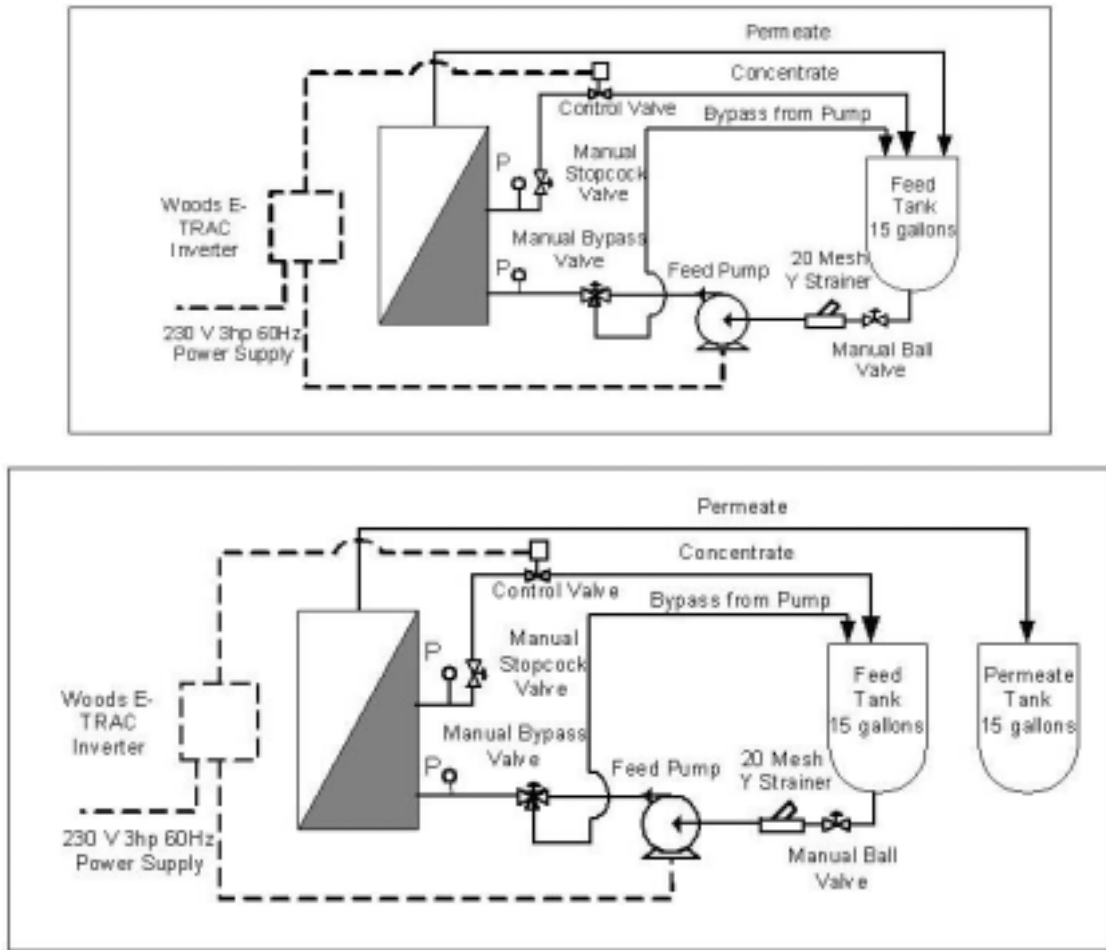 Permeate
Concentrate
Control Valve
Bypass from Pump
P
Manual
Stopcock
Valve
Feed
Tank
15 gallons
Woods E-
TRAC
Inverter
Manual Bypass
Valve
P
Feed Pump
20 Mesh
Y Strainer
230 V 3hp 60Hz
Power Supply
Manual Ball
Valve
Permeate
Concentrate
Control Valve
Bypass from Pump
P
Manual
Stopcock
Valve
Feed
Tank
15 gallons
Permeate
Tank
15 gallons
Woods E-
TRAC
Inverter
Manual Bypass
Valve
P
Feed Pump
20 Mesh
Y Strainer
230 V 3hp 60Hz
Power Supply
Manual Ball
Valve